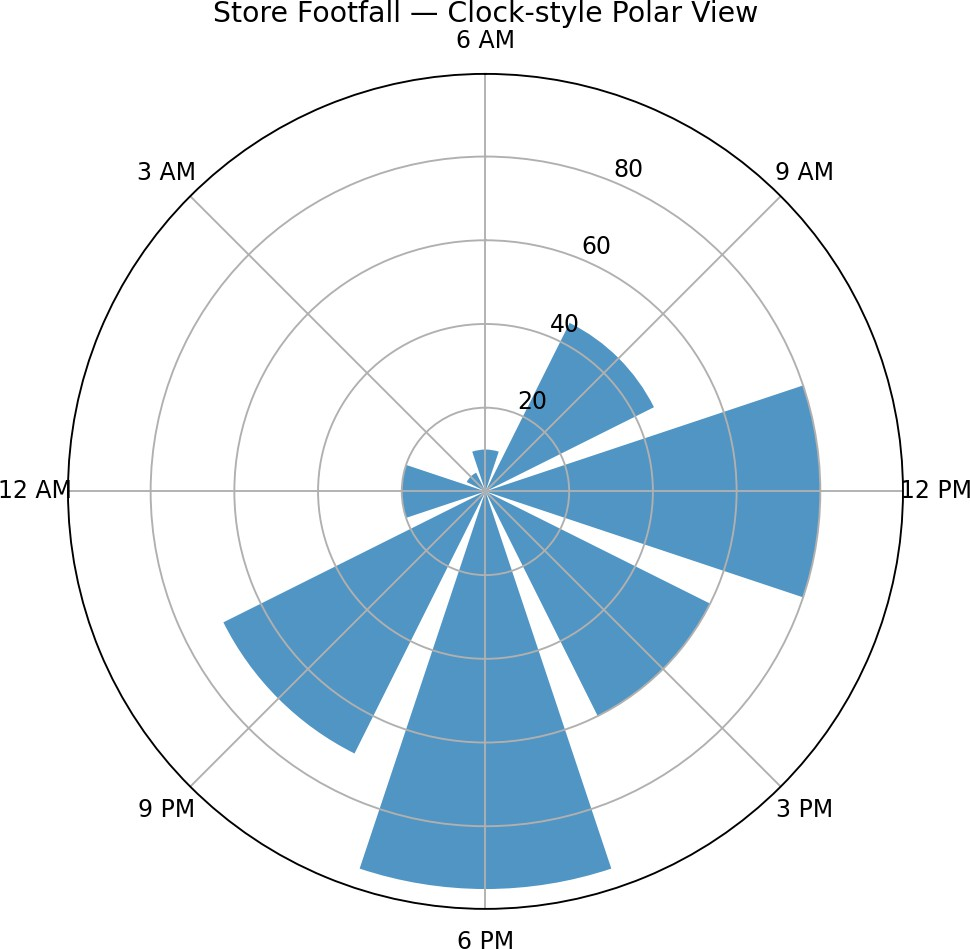 Store Footfall — Clock-style Polar View
6 AM
3 AM
80
9 AM
60
40
20
12 AM
12 PM
9 PM
3 PM
6 PM